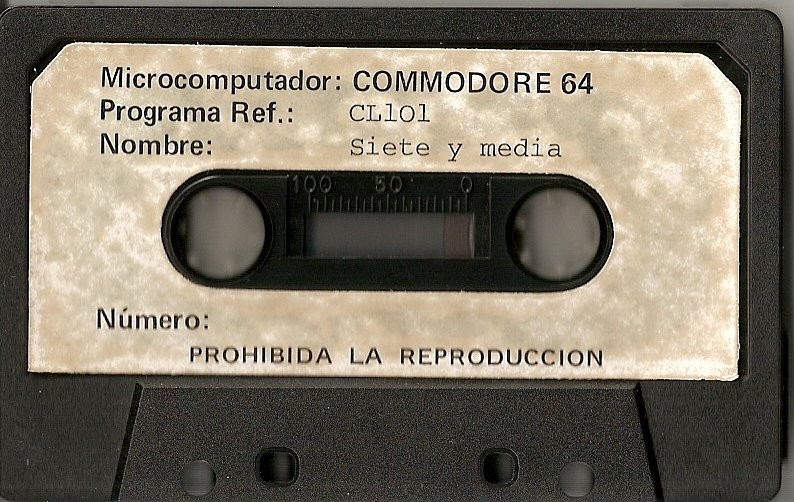 Microcomputador: COMMODORE 64
Programa Ref.: CL101
Nombre: Siete y media
100 50 0
Número:
PROHIBIDA LA REPRODUCCION